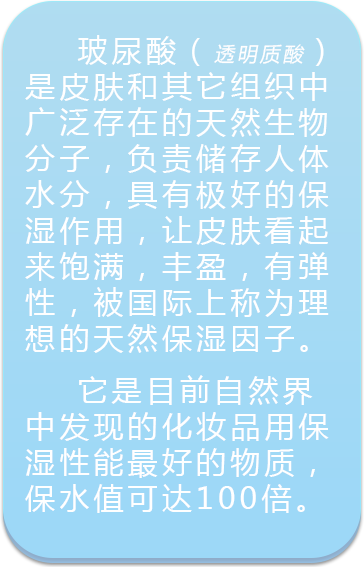 玻尿酸（透明质酸）
是皮肤和其它组织中
广泛存在的天然生物
分子，负责储存人体
水分，具有极好的保
湿作用，让皮肤看起
来饱满，丰盈，有弹
性，被国际上称为理
想的天然保湿因子。
它是目前自然界
中发现的化妆品用保
湿性能最好的物质，
保水值可达100倍。